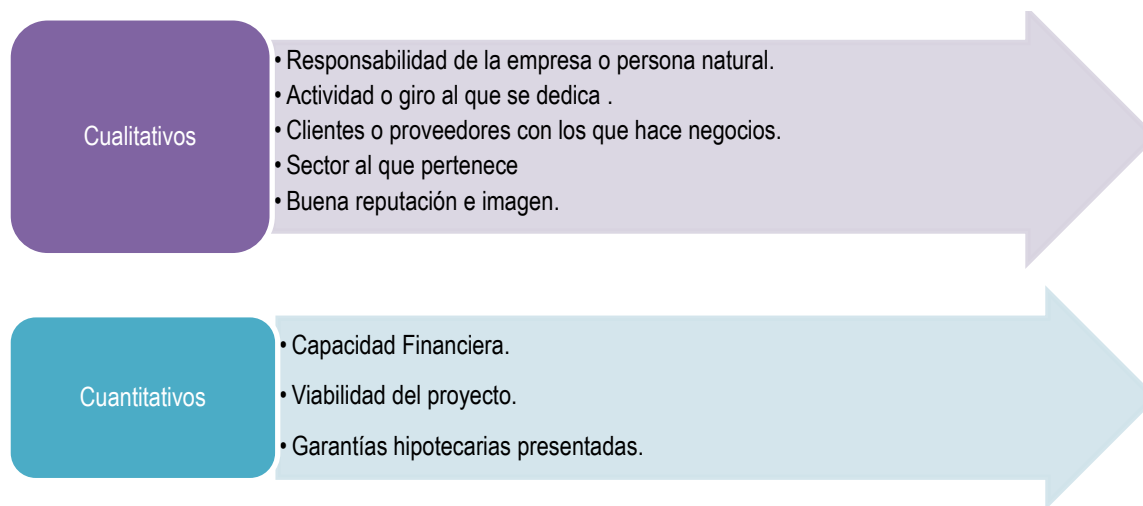 Cualitativos
• Responsabilidad de la empresa o persona natural.
• Actividad o giro al que se dedica .
• Clientes o proveedores con los que hace negocios.
• Sector al que pertenece
• Buena reputación e imagen.
Cuantitativos
• Capacidad Financiera.
• Viabilidad del proyecto.
• Garantías hipotecarias presentadas.